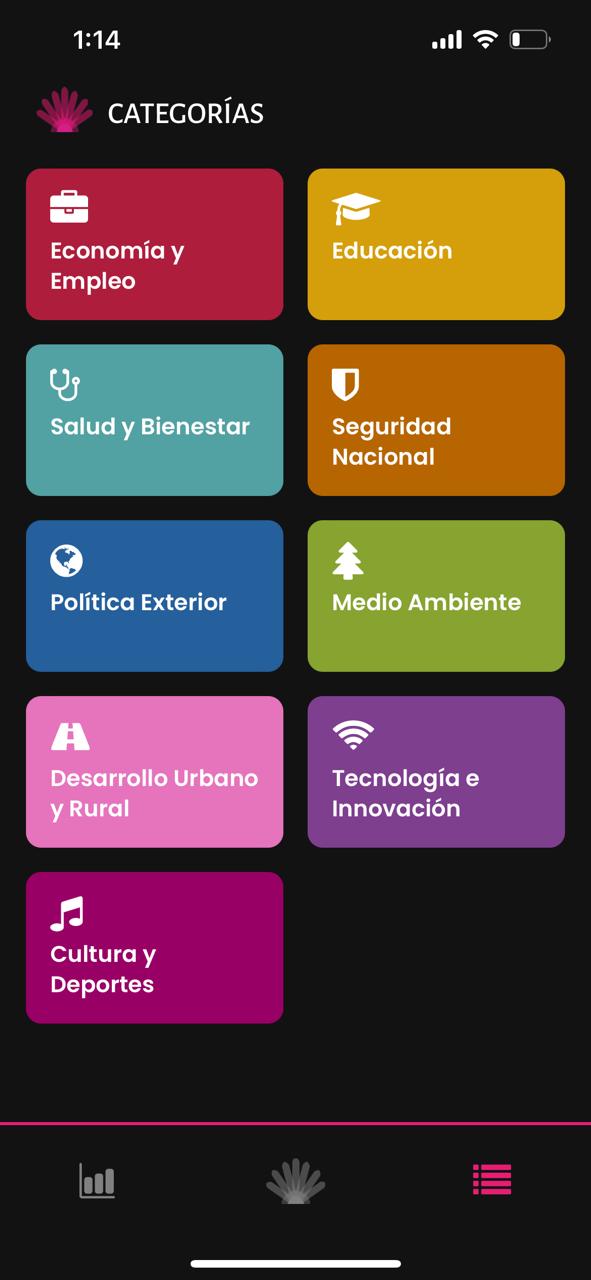 1:14
CATEGORÍAS
Economía y
Empleo
Educación
Salud y Bienestar
Seguridad
Nacional
Política Exterior
Medio Ambiente
Desarrollo Urbano
y Rural
Tecnología e
Innovación
Cultura y
Deportes